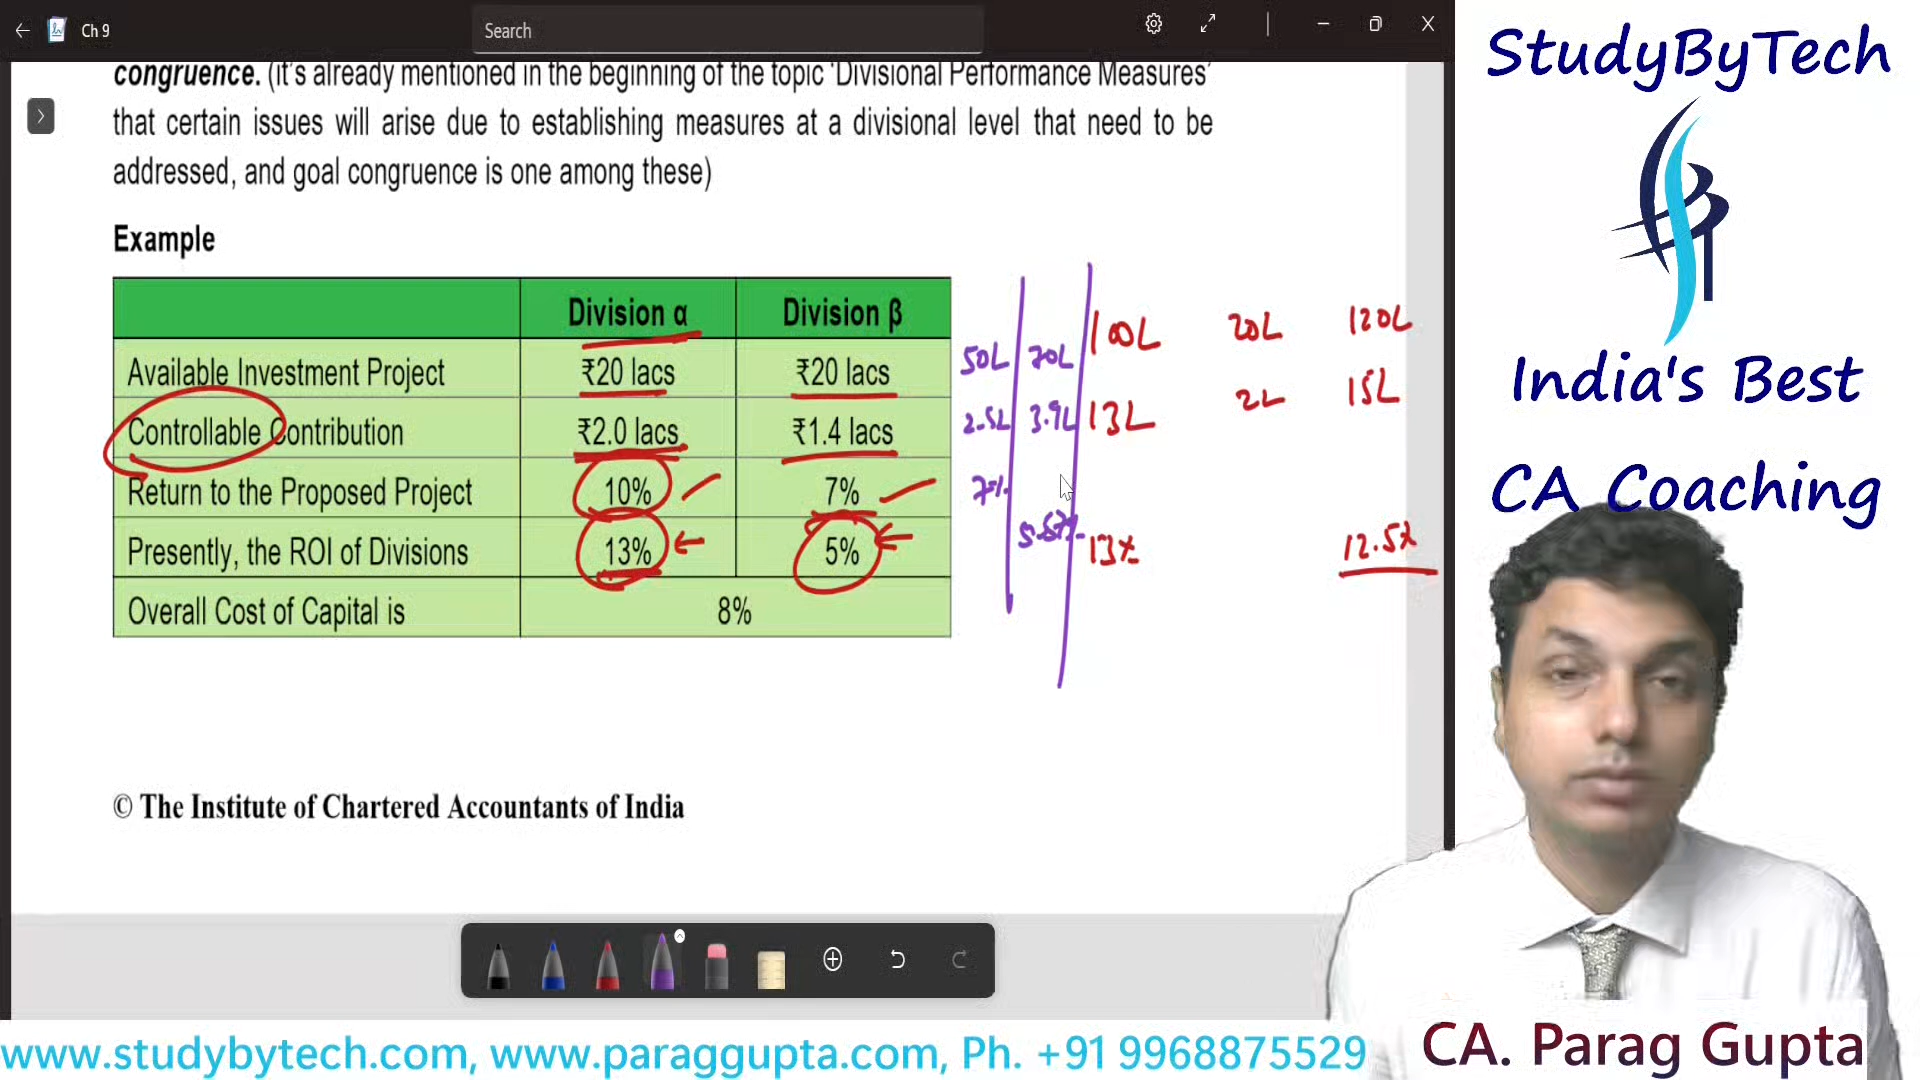 Ch 9
Search
congruence. (it's already mentioned in the beginning of the topic 'Divisional Performance Measures'
that certain issues will arise due to establishing measures at a divisional level that need to be
addressed, and goal congruence is one among these)
Example
Division α Division β
Available Investment Project ₹20 lacs ₹20 lacs
Controllable Contribution ₹2.0 lacs ₹1.4 lacs
Return to the Proposed Project 10% 7%
Presently, the ROI of Divisions 13% 5%
Overall Cost of Capital is 8%
50L 70L 100L 20L 120L
2.5L 3.9L 13L 2L 15L
13% 12.5%
© The Institute of Chartered Accountants of India
StudyByTech
India's Best
CA Coaching
www.studybytech.com, www.paraggupta.com, Ph. +91 9968875529
CA. Parag Gupta